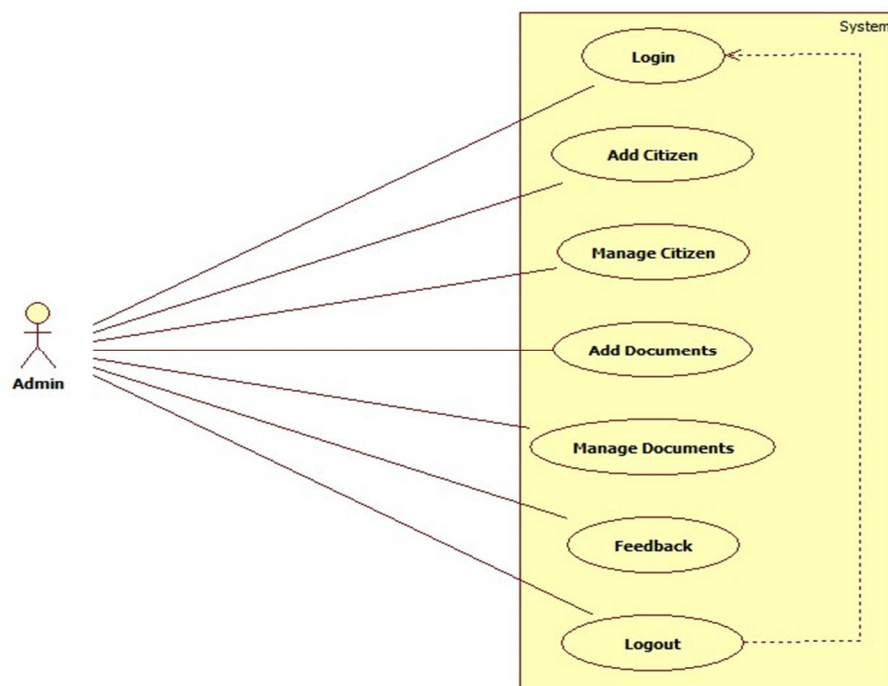 System
Login
Add Citizen
Manage Citizen
Add Documents
Admin
Manage Documents
Feedback
Logout